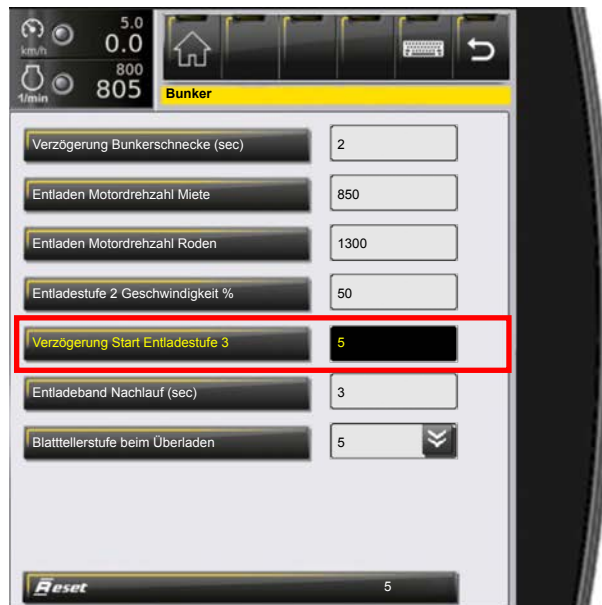 5.0
km/h 0.0
800
1/min 805
Bunker
Verzögerung Bunkerschnecke (sec) 2
Entladen Motordrehzahl Miete 850
Entladen Motordrehzahl Roden 1300
Entladestufe 2 Geschwindigkeit % 50
Verzögerung Start Entladestufe 3 5
Entladeband Nachlauf (sec) 3
Blatttellerstufe beim Überladen 5
Reset 5